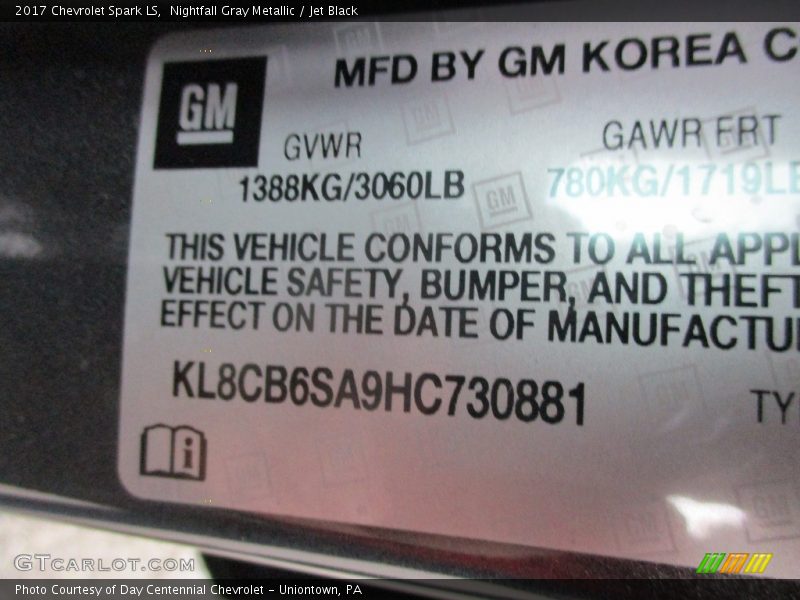 2017 Chevrolet Spark LS, Nightfall Gray Metallic / Jet Black
MFD BY GM KOREA C
GM
GVWR GAWR FRT
1388KG/3060LB 780KG/1719LB
THIS VEHICLE CONFORMS TO ALL APPL
VEHICLE SAFETY, BUMPER, AND THEFT
EFFECT ON THE DATE OF MANUFACTU
KL8CB6SA9HC730881
TY
i
GTCARLOT.COM
Photo Courtesy of Day Centennial Chevrolet - Uniontown, PA